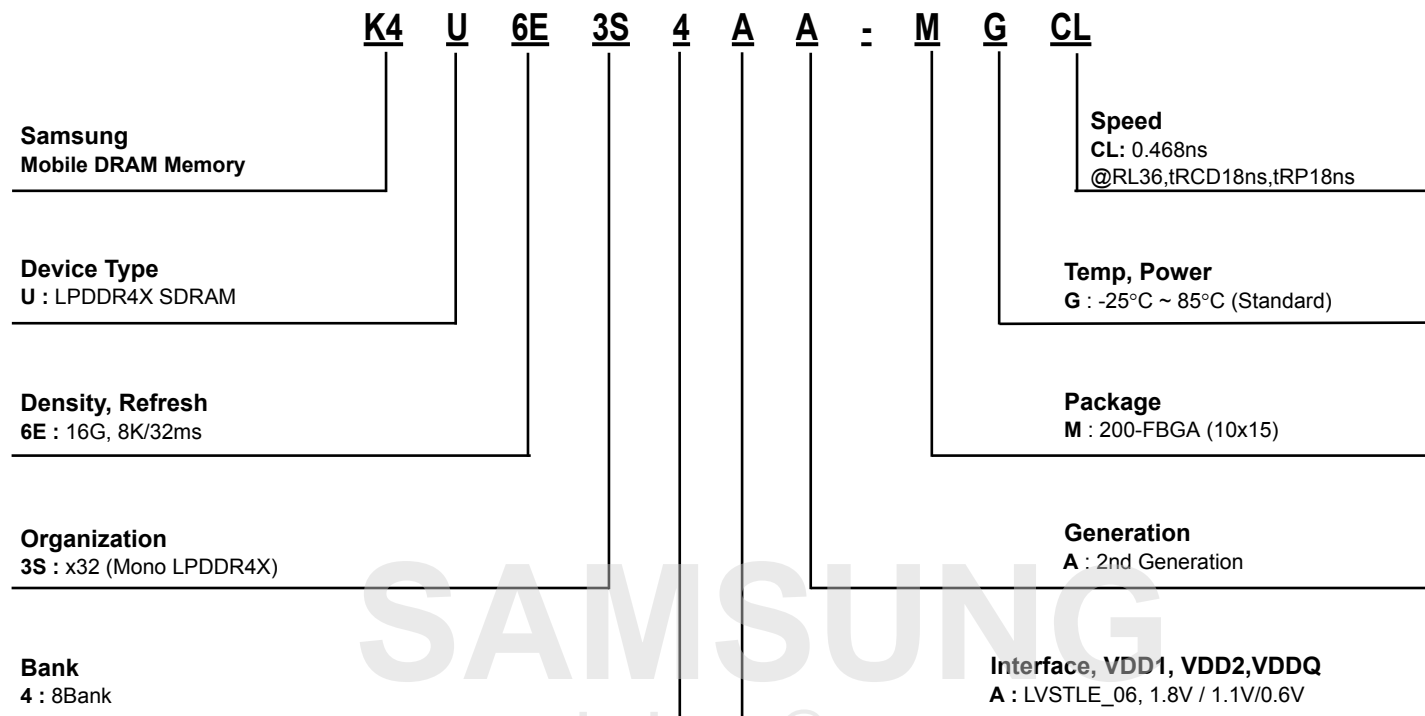 K4 U 6E 3S 4 A A - M G CL
Samsung
Mobile DRAM Memory
Speed
CL: 0.468ns
@RL36,tRCD18ns,tRP18ns
Device Type
U : LPDDR4X SDRAM
Temp, Power
G : -25°C ~ 85°C (Standard)
Density, Refresh
6E : 16G, 8K/32ms
Package
M : 200-FBGA (10x15)
Organization
3S : x32 (Mono LPDDR4X)
Generation
A : 2nd Generation
SAMSUNG
Bank
4 : 8Bank
Interface, VDD1, VDD2,VDDQ
A : LVSTLE_06, 1.8V / 1.1V/0.6V